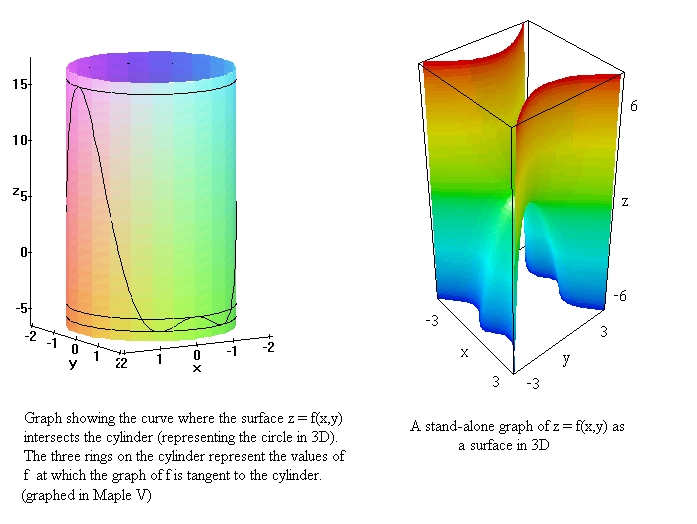 15
10
z5
0
-5
-2
-1
0
1
22
1
0
-1
-2
y
x
6
z
-6
-3
x
3
-3
y
3
Graph showing the curve where the surface z = f(x,y)
intersects the cylinder (representing the circle in 3D).
The three rings on the cylinder represent the values of
f at which the graph of f is tangent to the cylinder.
(graphed in Maple V)
A stand-alone graph of z = f(x,y) as
a surface in 3D